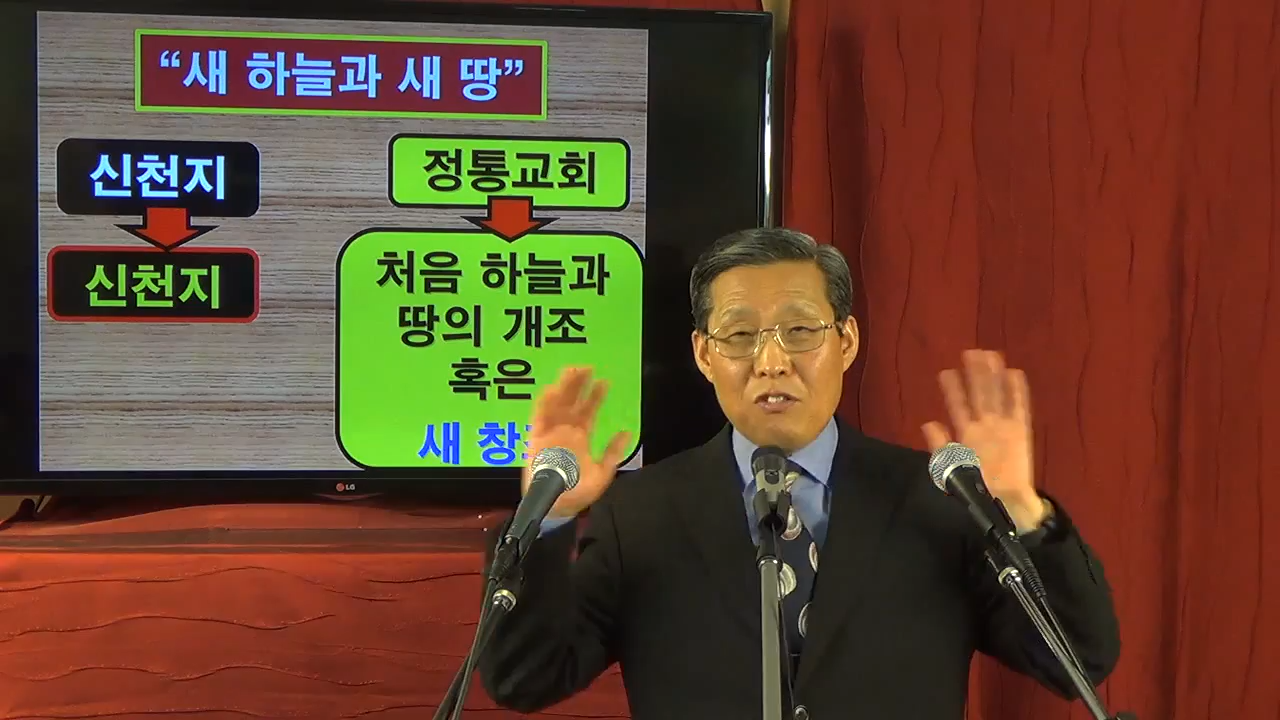 “새 하늘과 새 땅”
신천지
정통교회
신천지
처음 하늘과
땅의 개조
혹은
새
LG